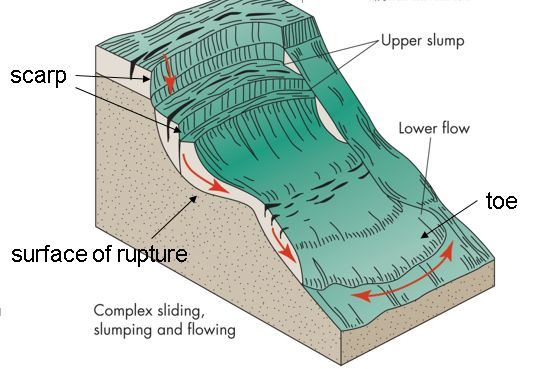 Upper slump
scarp
Lower flow
toe
surface of rupture
Complex sliding,
slumping and flowing